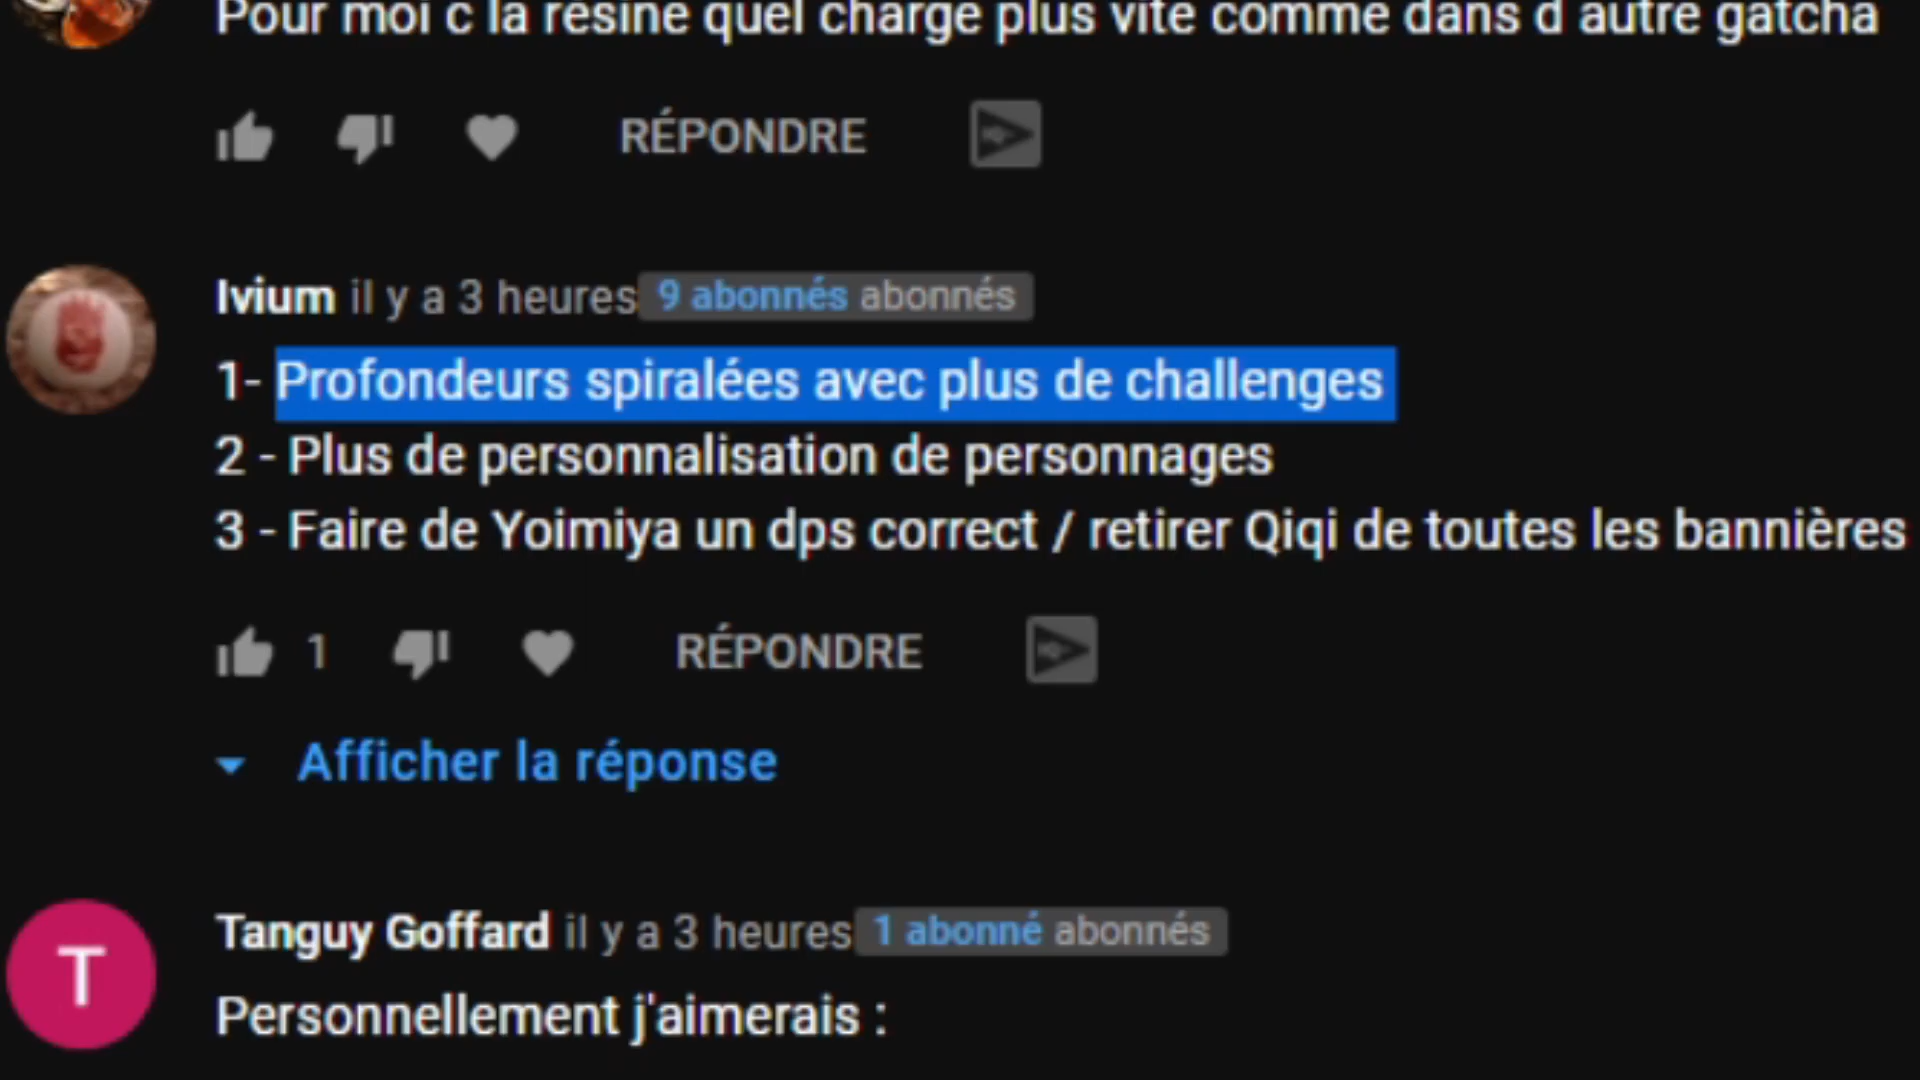 Pour moi c la résine quel charge plus vite comme dans d autre gatcha
RÉPONDRE
Ivium il y a 3 heures 9 abonnés abonnés
1- Profondeurs spiralées avec plus de challenges
2 - Plus de personnalisation de personnages
3 - Faire de Yoimiya un dps correct / retirer Qiqi de toutes les bannières
1 RÉPONDRE
Afficher la réponse
T
Tanguy Goffard il y a 3 heures 1 abonné abonnés
Personnellement j'aimerais :